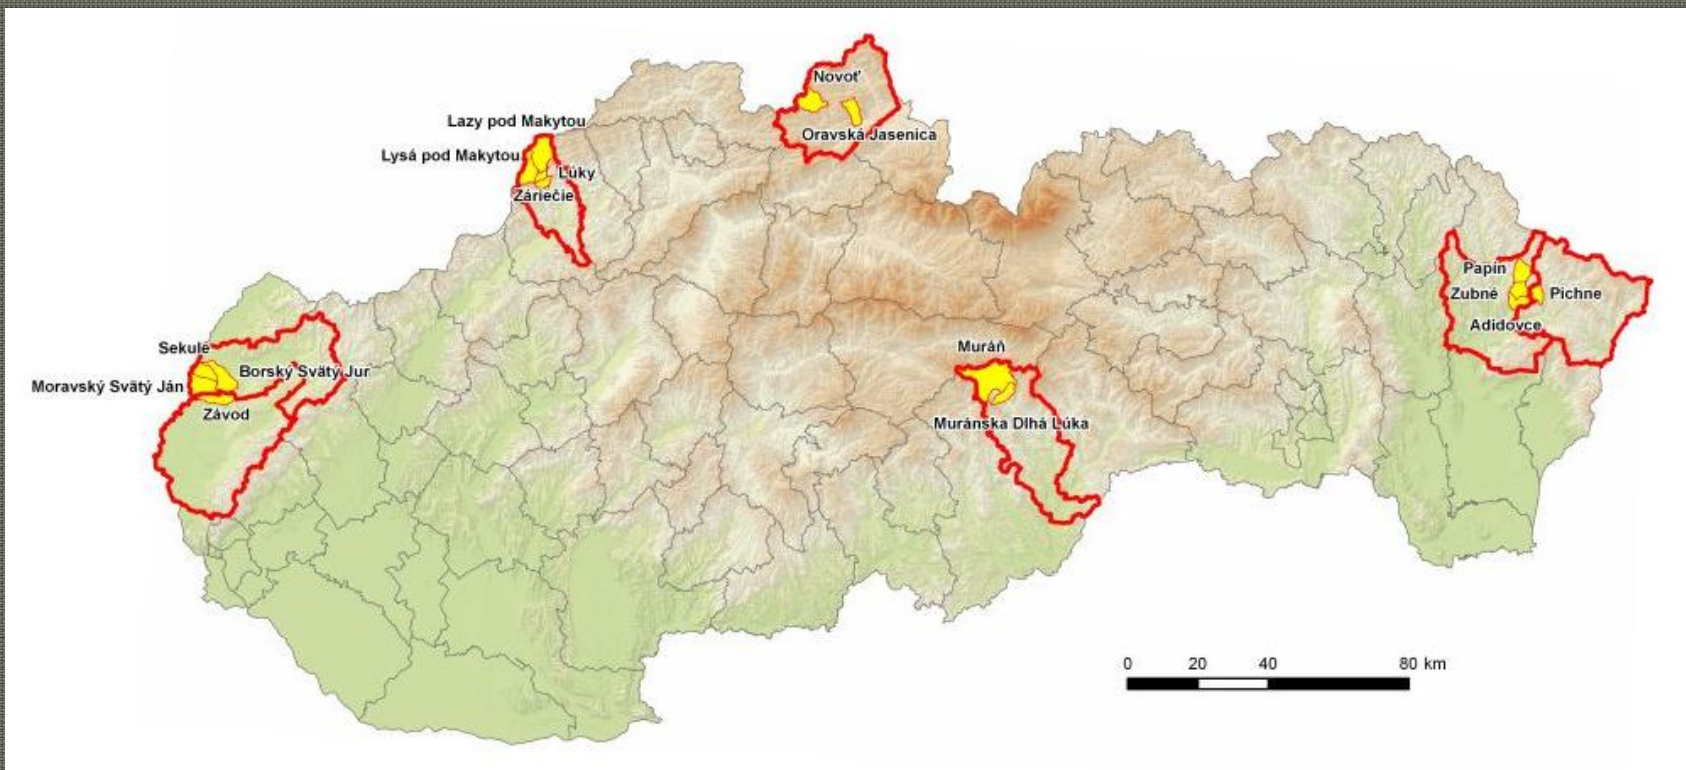 Novoť
Oravská Jasenica
Lazy pod Makytou
Lysá pod Makytou
Lúky
Záriečie
Papín
Zubné
Pichne
Adidovce
Sekule
Borský Svätý Jur
Moravský Svätý Ján
Závod
Muráň
Muránska Dlhá Lúka
0 20 40 80 km